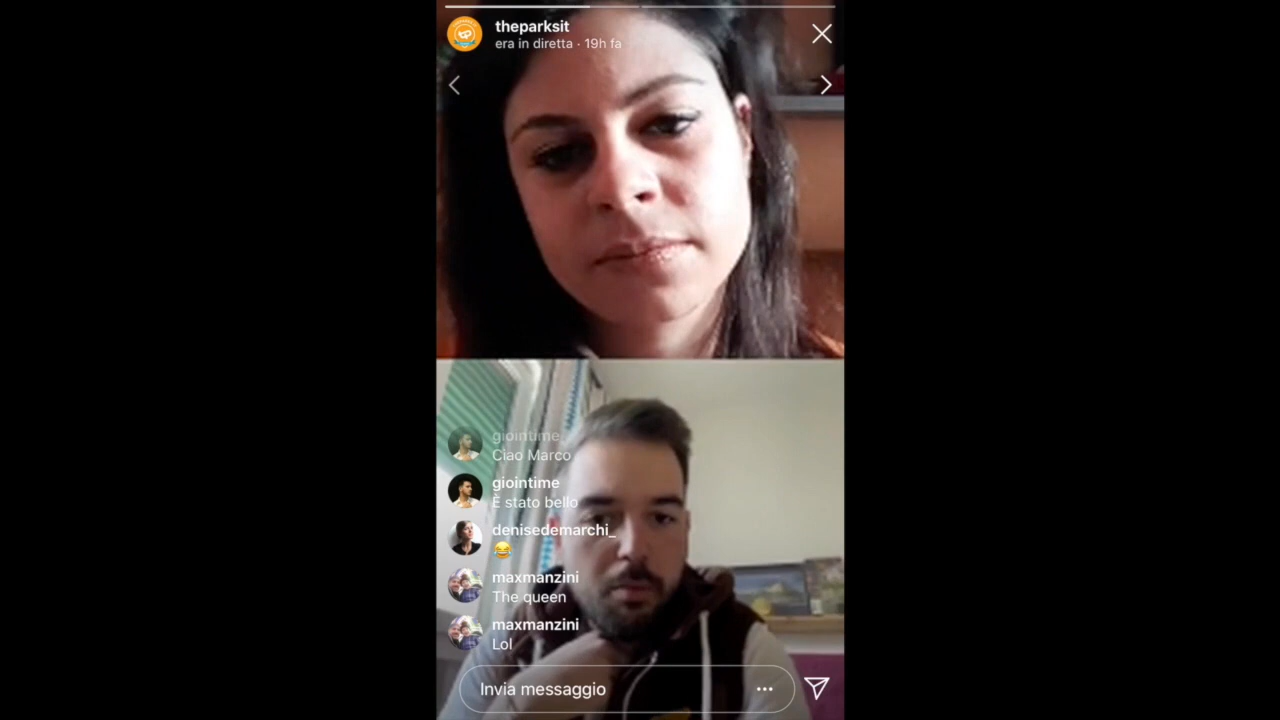 theparksit
era in diretta · 19h fa
giointime
Ciao Marco
giointime
È stato bello
denisedemarchi_
😂
maxmanzini
The queen
maxmanzini
Lol
Invia messaggio